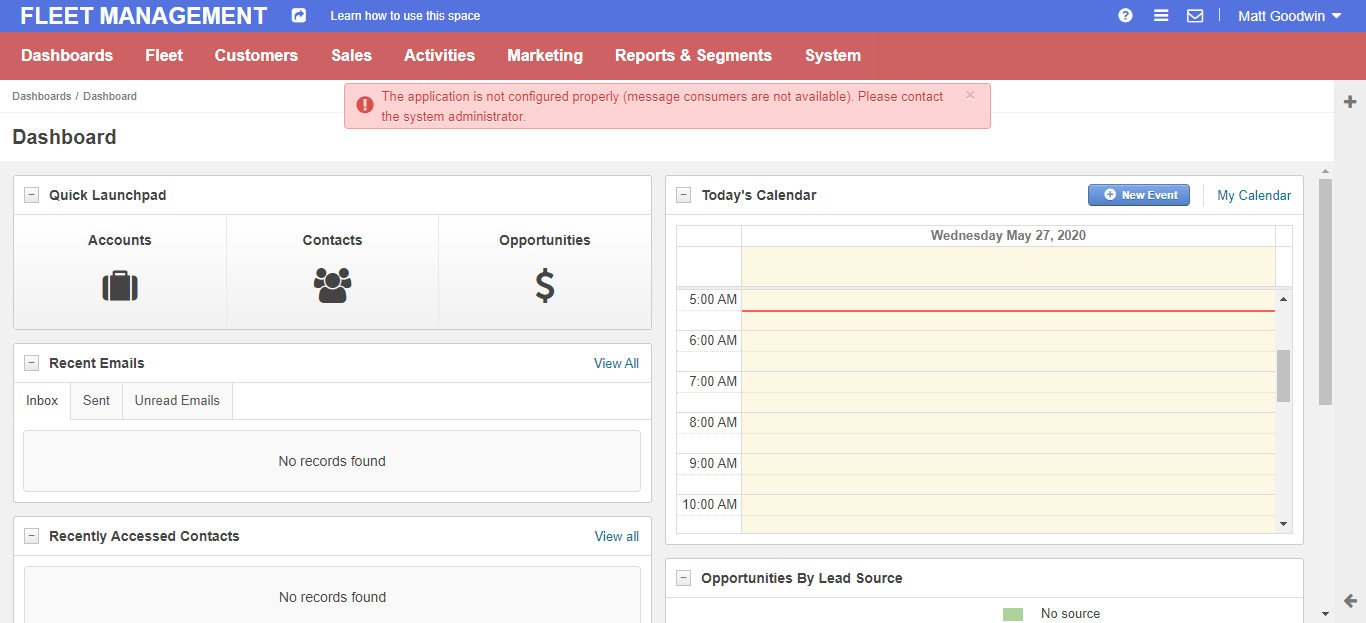 FLEET MANAGEMENT
Learn how to use this space
Matt Goodwin
Dashboards
Fleet
Customers
Sales
Activities
Marketing
Reports & Segments
System
Dashboards / Dashboard
The application is not configured properly (message consumers are not available). Please contact
the system administrator.
Dashboard
Quick Launchpad
Accounts
Contacts
Opportunities
Recent Emails
View All
Inbox
Sent
Unread Emails
No records found
Recently Accessed Contacts
View all
No records found
Today's Calendar
New Event
My Calendar
Wednesday May 27, 2020
5:00 AM
6:00 AM
7:00 AM
8:00 AM
9:00 AM
10:00 AM
Opportunities By Lead Source
No source